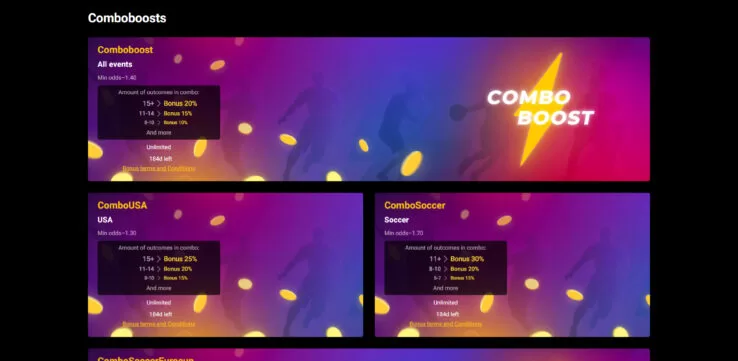 Comboboosts
Comboboost
All events
Min odds–1.40
Amount of outcomes in combo:
15+ > Bonus 20%
11-14 > Bonus 15%
8-10 > Bonus 10%
And more
Unlimited
184d left
Bonus terms and Conditions
COMBO
BOOST
ComboUSA
USA
Min odds–1.30
Amount of outcomes in combo:
15+ > Bonus 25%
11-14 > Bonus 20%
8-10 > Bonus 15%
And more
Unlimited
184d left
Bonus terms and Conditions
ComboSoccer
Soccer
Min odds–1.70
Amount of outcomes in combo:
11+ > Bonus 30%
8-10 > Bonus 20%
5-7 > Bonus 15%
And more
Unlimited
184d left
Bonus terms and Conditions
ComboSoccerEurocup